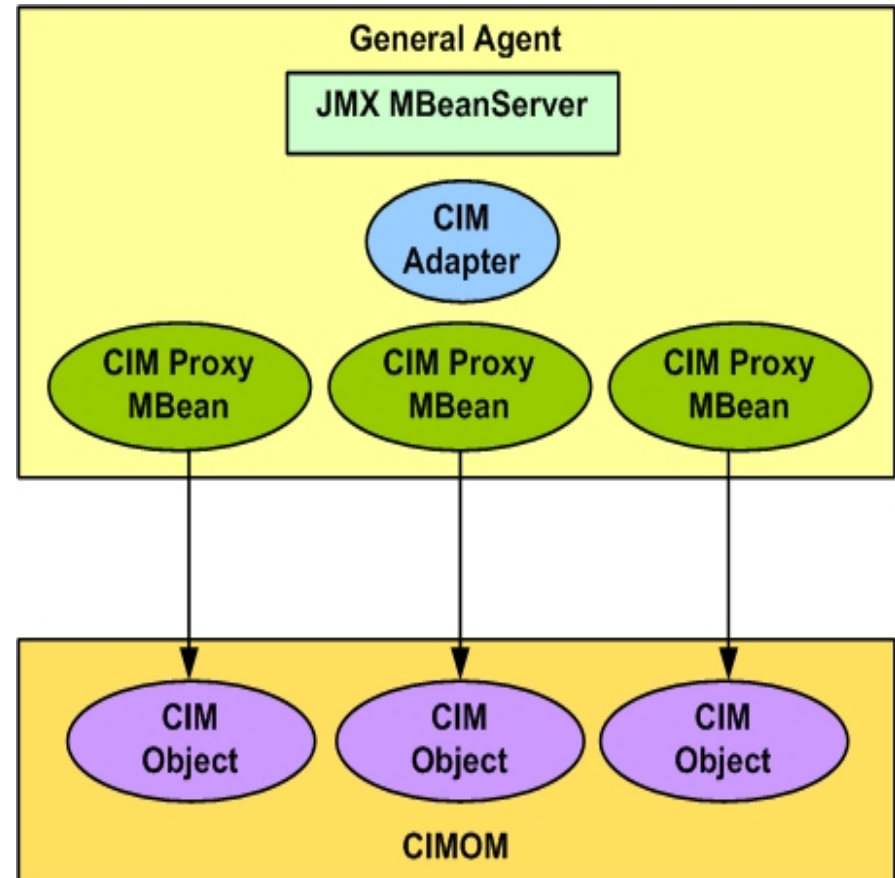 General Agent
JMX MBeanServer
CIM
Adapter
CIM Proxy
MBean
CIM Proxy
MBean
CIM Proxy
MBean
CIM
Object
CIM
Object
CIM
Object
CIMOM